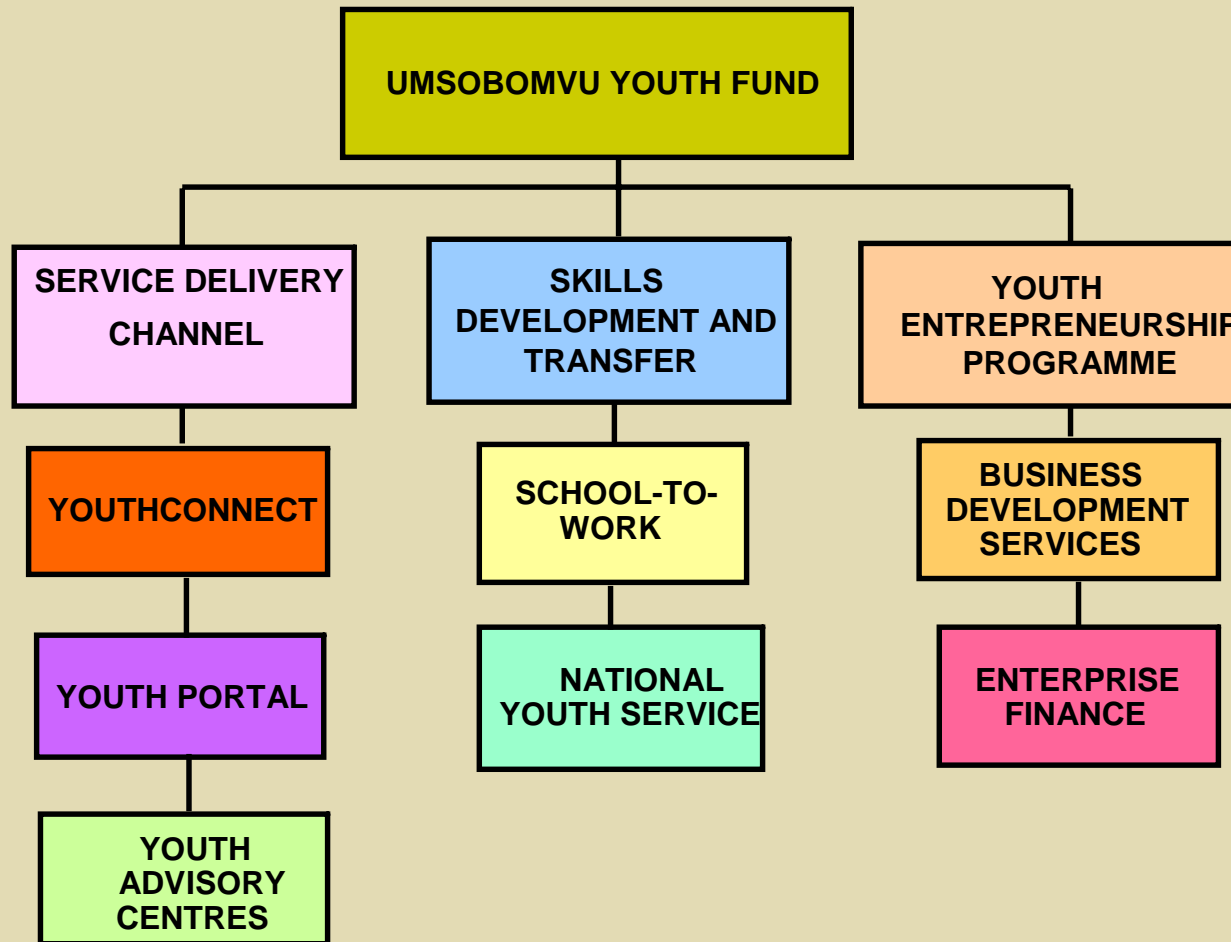 UMSOBOMVU YOUTH FUND
SERVICE DELIVERY
CHANNEL
SKILLS
DEVELOPMENT AND
TRANSFER
YOUTH
ENTREPRENEURSHIP
PROGRAMME
YOUTHCONNECT
SCHOOL-TO-
WORK
BUSINESS
DEVELOPMENT
SERVICES
YOUTH PORTAL
NATIONAL
YOUTH SERVICE
ENTERPRISE
FINANCE
YOUTH
ADVISORY
CENTRES